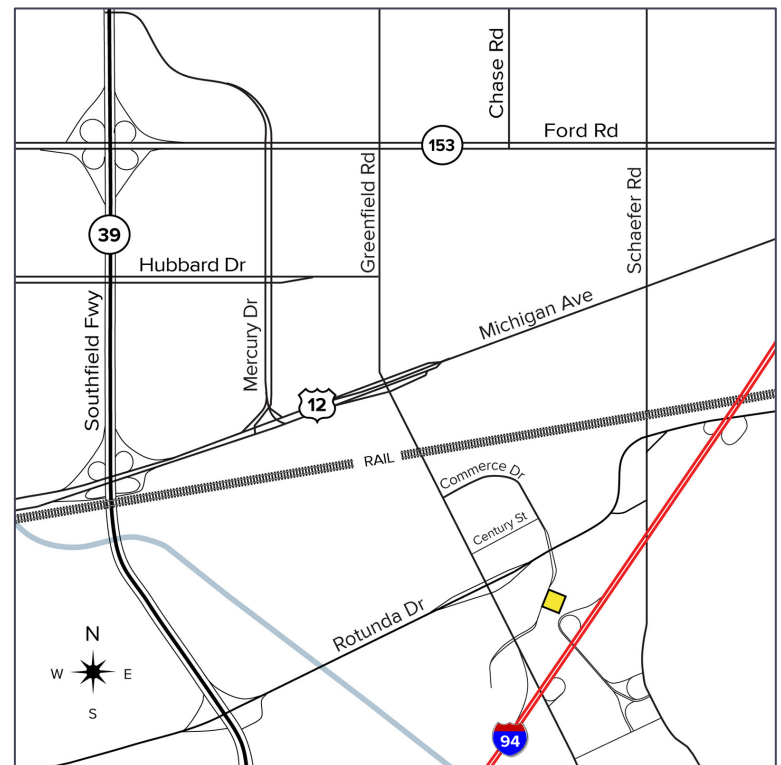 Chase Rd
Ford Rd
153
Greenfield Rd
Schaefer Rd
39
Hubbard Dr
Southfield Fwy
Mercury Dr
Michigan Ave
12
RAIL
Commerce Dr
Century St
Rotunda Dr
N
W E
S
94